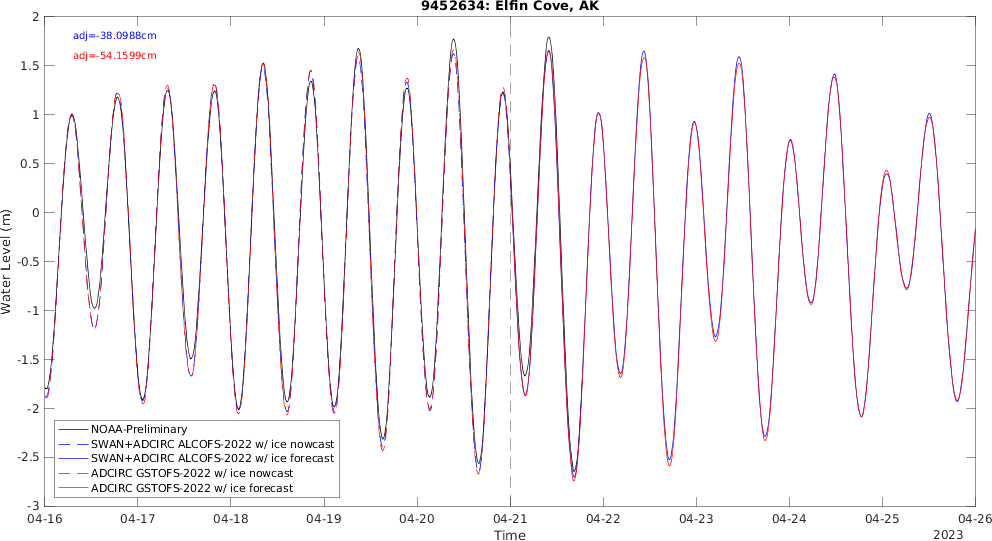 9452634: Elfin Cove, AK
adj=-38.0988cm
adj=-54.1599cm
2
1.5
1
0.5
0
-0.5
-1
-1.5
-2
-2.5
-3
Water Level (m)
NOAA-Preliminary
SWAN+ADCIRC ALCOFS-2022 w/ ice nowcast
SWAN+ADCIRC ALCOFS-2022 w/ ice forecast
ADCIRC GSTOFS-2022 w/ ice nowcast
ADCIRC GSTOFS-2022 w/ ice forecast
04-16 04-17 04-18 04-19 04-20 04-21 04-22 04-23 04-24 04-25 04-26
Time
2023